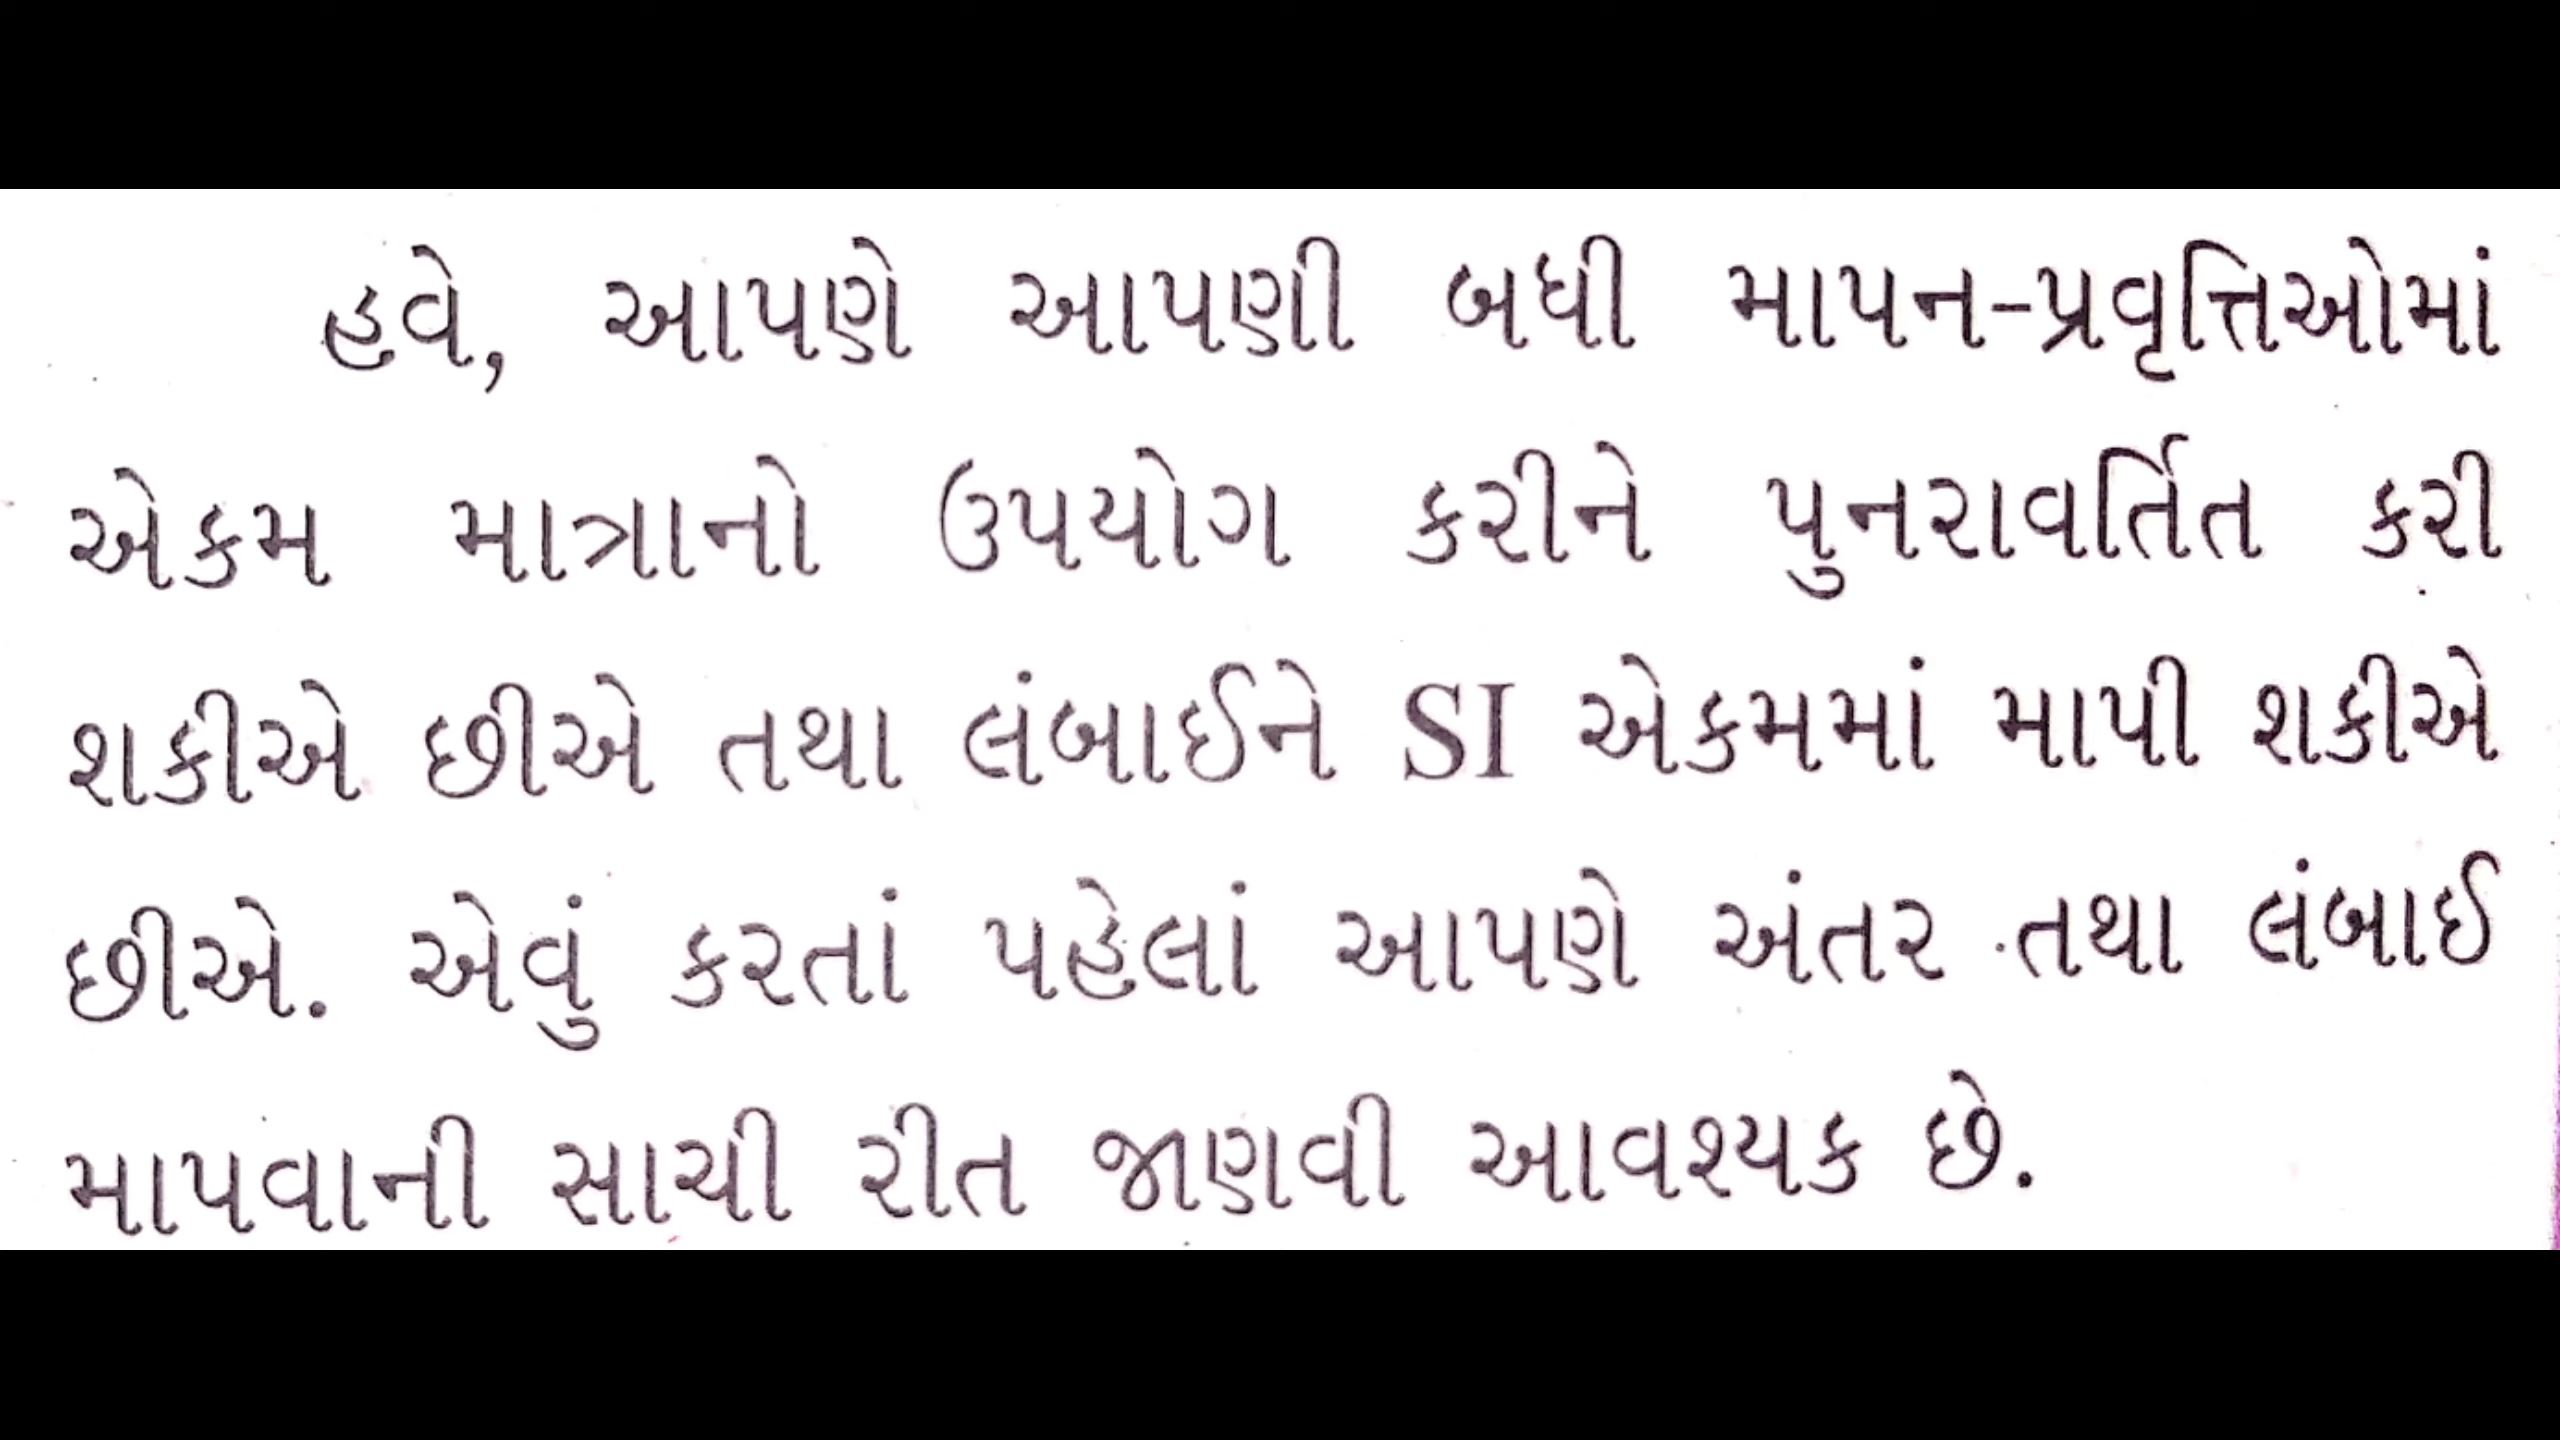 હવે, આપણે આપણી બધી માપન-પ્રવૃત્તિઓમાં
એકમ માત્રાનો ઉપયોગ કરીને પુનરાવર્તિત કરી
શકીએ છીએ તથા લંબાઈને SI એકમમાં માપી શકીએ
છીએ. એવું કરતાં પહેલાં આપણે અંતર તથા લંબાઈ
માપવાની સાચી રીત જાણવી આવશ્યક છે.